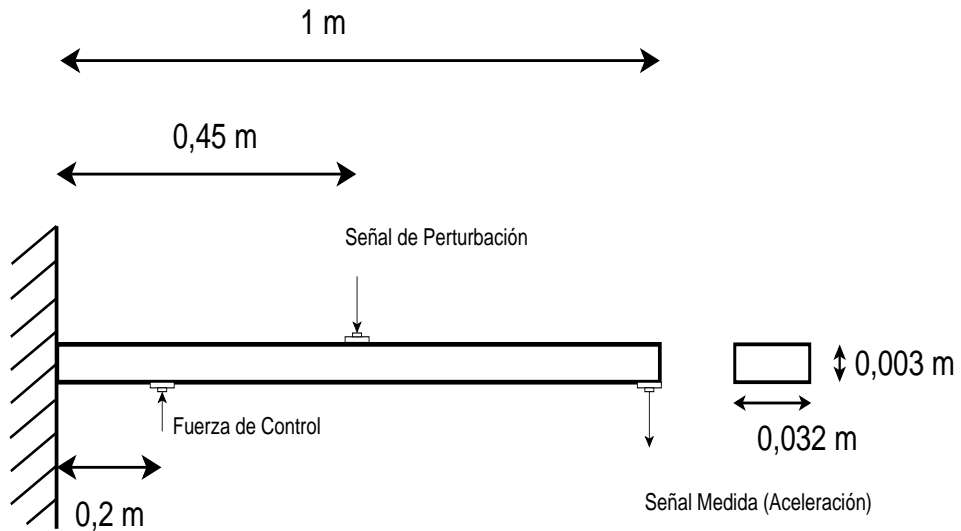 1 m
0,45 m
Señal de Perturbación
0,003 m
Fuerza de Control
0,032 m
0,2 m
Señal Medida (Aceleración)